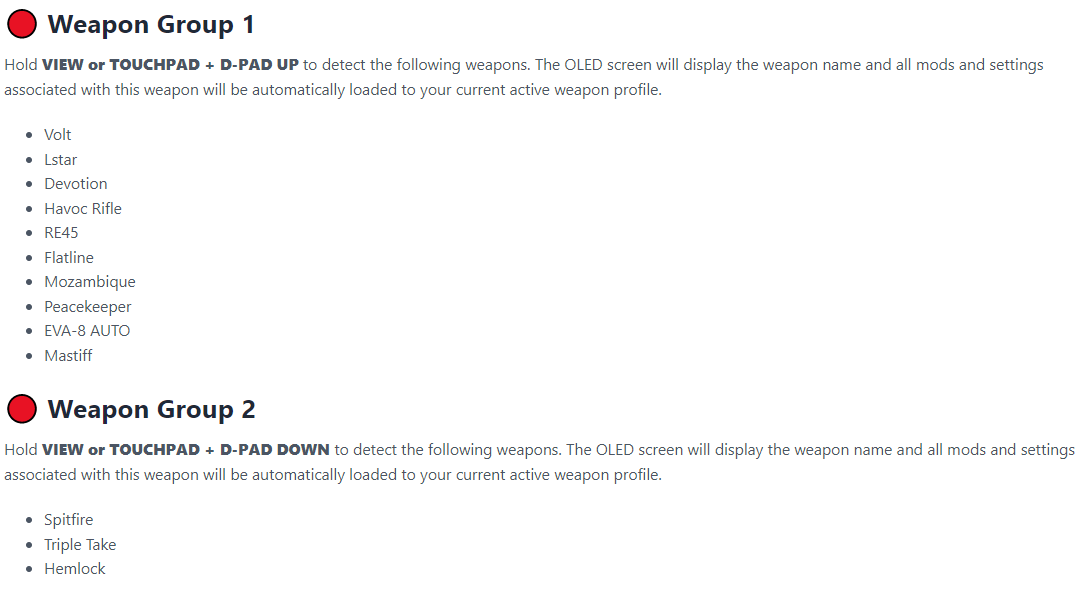 Weapon Group 1
Hold VIEW or TOUCHPAD + D-PAD UP to detect the following weapons. The OLED screen will display the weapon name and all mods and settings
associated with this weapon will be automatically loaded to your current active weapon profile.
Volt
Lstar
Devotion
Havoc Rifle
RE45
Flatline
Mozambique
Peacekeeper
EVA-8 AUTO
Mastiff
Weapon Group 2
Hold VIEW or TOUCHPAD + D-PAD DOWN to detect the following weapons. The OLED screen will display the weapon name and all mods and settings
associated with this weapon will be automatically loaded to your current active weapon profile.
Spitfire
Triple Take
Hemlock